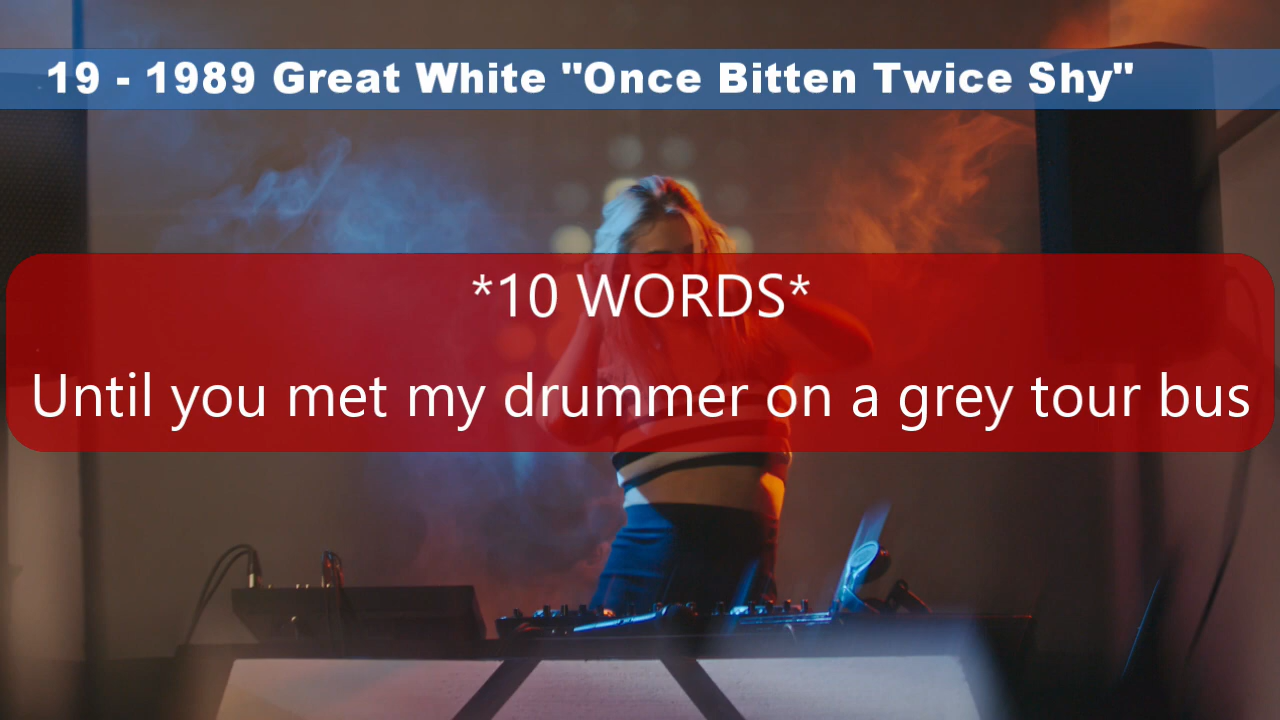 19 - 1989 Great White "Once Bitten Twice Shy"
*10 WORDS*
Until you met my drummer on a grey tour bus